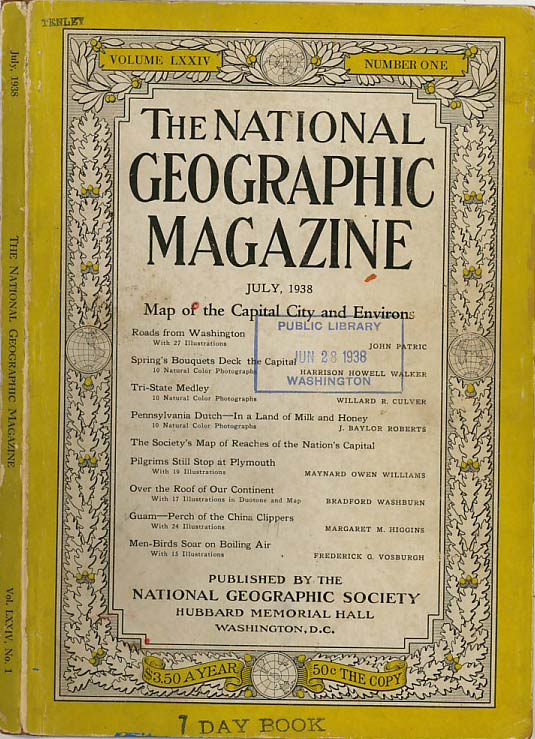 TENLEY
VOLUME LXXIV
NUMBER ONE
THE NATIONAL
GEOGRAPHIC
MAGAZINE
JULY, 1938
Map of the Capital City and Environs
PUBLIC LIBRARY
JUN 28 1938
WASHINGTON
Roads from Washington
With 27 Illustrations JOHN PATRIC
Spring's Bouquets Deck the Capital
10 Natural Color Photographs HARRISON HOWELL WALKER
Tri-State Medley
10 Natural Color Photographs WILLARD R. CULVER
Pennsylvania Dutch—In a Land of Milk and Honey
10 Natural Color Photographs J. BAYLOR ROBERTS
The Society's Map of Reaches of the Nation's Capital
Pilgrims Still Stop at Plymouth
With 19 Illustrations MAYNARD OWEN WILLIAMS
Over the Roof of Our Continent
With 17 Illustrations in Duotone and Map BRADFORD WASHBURN
Guam—Perch of the China Clippers
With 24 Illustrations MARGARET M. HIGGINS
Men-Birds Soar on Boiling Air
With 15 Illustrations FREDERICK G. VOSBURGH
PUBLISHED BY THE
NATIONAL GEOGRAPHIC SOCIETY
HUBBARD MEMORIAL HALL
WASHINGTON, D.C.
$3.50 A YEAR
50¢ THE COPY
7 DAY BOOK
July, 1938
THE NATIONAL GEOGRAPHIC MAGAZINE
Vol. LXXIV, No. 1